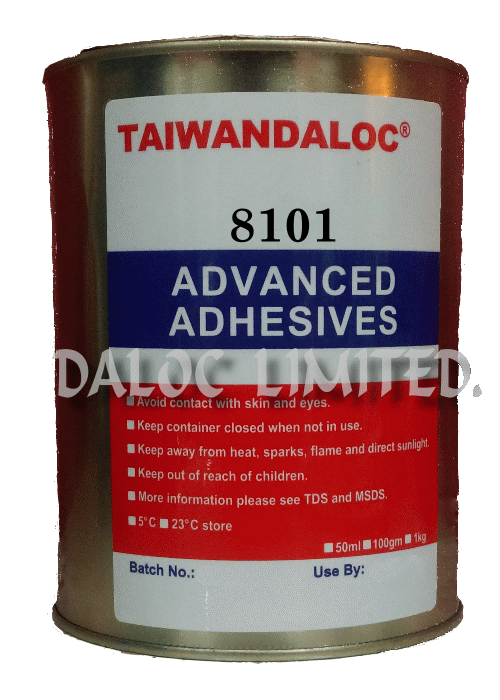 TAIWANDALOC®
8101
ADVANCED
ADHESIVES
DALOC LIMITED.
Avoid contact with skin and eyes.
Keep container closed when not in use.
Keep away from heat, sparks, flame and direct sunlight.
Keep out of reach of children.
More information please see TDS and MSDS.
5°C 23°C store
50ml 100gm 1kg
Batch No.: Use By: